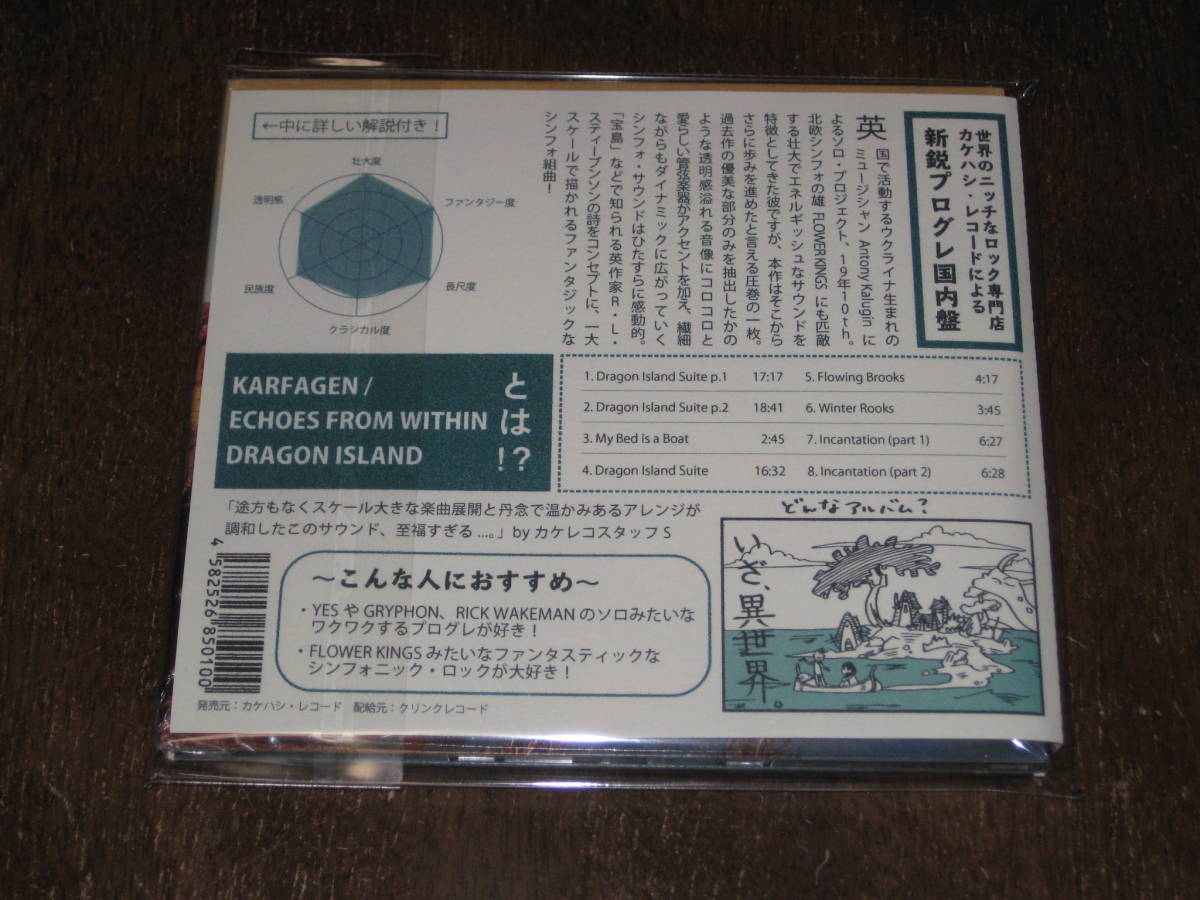 世界のニッチなロック専門店
カケハシ・レコードによる
新鋭プログレ国内盤
英国で活動するウクライナ生まれの
ミュージシャン Antony Kalugin に
よるソロ・プロジェクト、19年10th。
北欧シンフォの雄 FLOWER KINGS にも匹敵
する壮大でエネルギッシュなサウンドを
特徴としてきた彼ですが、本作はそこから
さらに歩みを進めたと言える圧巻の一枚。
過去作の優美な部分のみを抽出したかの
ような透明感溢れる音像にコロコロと
愛らしい管弦楽器がアクセントを加え、繊細
ながらもダイナミックに広がっていく
シンフォ・サウンドはひたすらに感動的。
「宝島」などで知られる英作家R・L・
スティーブンソンの詩をコンセプトに、一大
スケールで描かれるファンタジックな
シンフォ組曲！
←中に詳しい解説付き！
壮大度
ファンタジー度
長尺度
クラシカル度
民族度
透明感
KARFAGEN /
ECHOES FROM WITHIN
DRAGON ISLAND
とは!?
1. Dragon Island Suite p.1 17:17
2. Dragon Island Suite p.2 18:41
3. My Bed is a Boat 2:45
4. Dragon Island Suite 16:32
5. Flowing Brooks 4:17
6. Winter Rooks 3:45
7. Incantation (part 1) 6:27
8. Incantation (part 2) 6:28
「途方もなくスケール大きな楽曲展開と丹念で温かみあるアレンジが
調和したこのサウンド、至福すぎる...。」by カケレコスタッフ S
～こんな人におすすめ～
・YES や GRYPHON、RICK WAKEMAN のソロみたいな
ワクワクするプログレが好き！
・FLOWER KINGS みたいなファンタスティックな
シンフォニック・ロックが大好き！
どんなアルバム？
いざ、異世界。
4 582526 850100
発売元：カケハシ・レコード 配給元：クリンクレコード